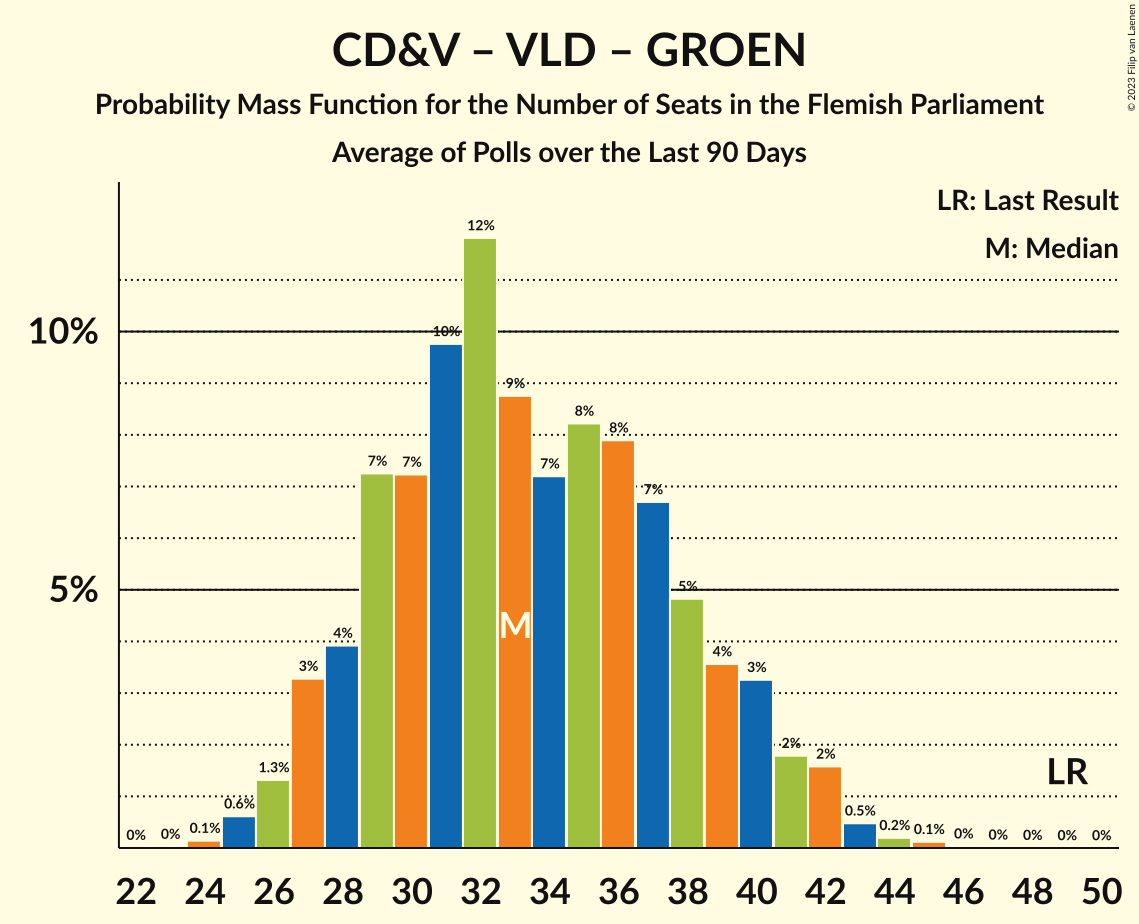 CD&V – VLD – GROEN
Probability Mass Function for the Number of Seats in the Flemish Parliament
Average of Polls over the Last 90 Days
© 2023 Filip van Laenen
LR: Last Result
M: Median
10%
5%
0% 0% 0.1% 0.6% 1.3% 3% 4% 7% 7% 10% 12% 9% 7% 8% 8% 7% 5% 4% 3% 2% 2% 0.5% 0.2% 0.1% 0% 0% 0% 0% 0%
M
LR
22 24 26 28 30 32 34 36 38 40 42 44 46 48 50